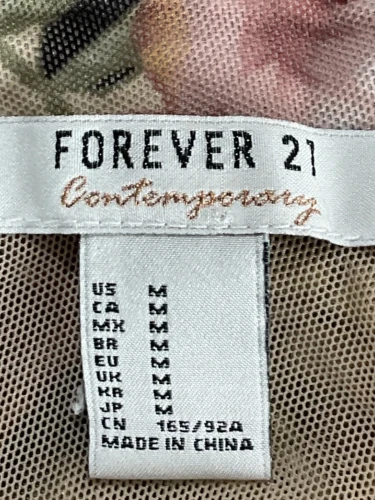 FOREVER 21
Contemporary
US M
CA M
MX M
BR M
EU M
UK M
KR M
JP M
CN 165/92A
MADE IN CHINA